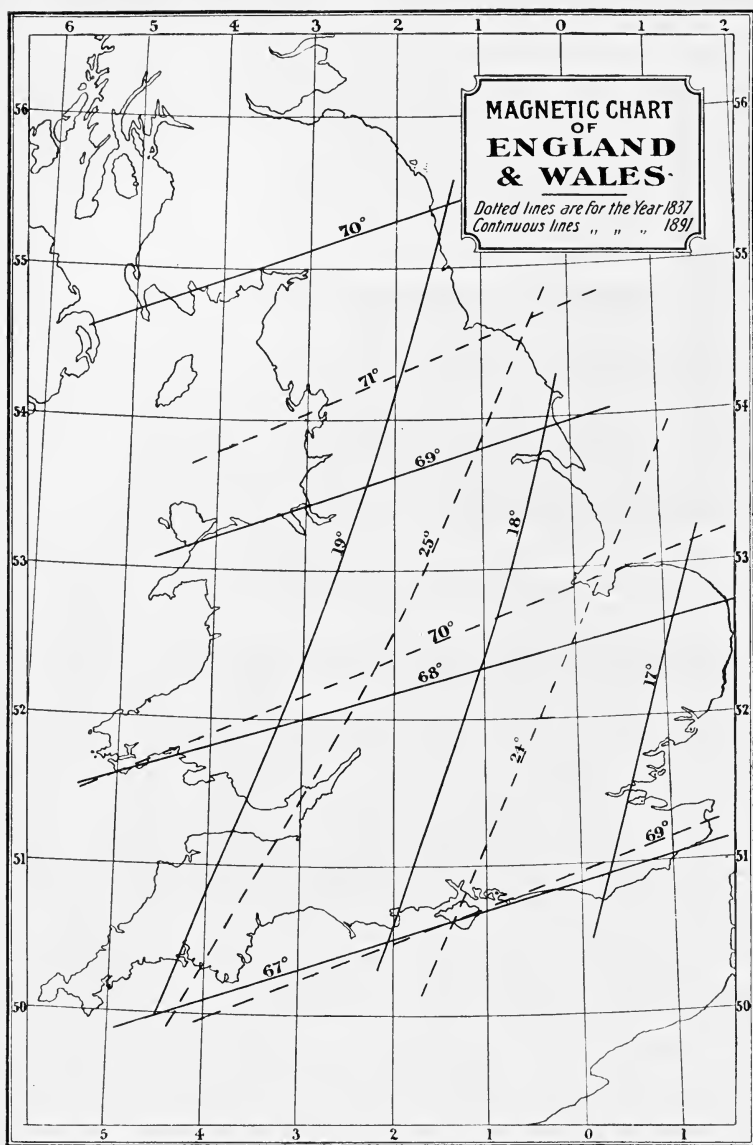 6 5 4 3 2 1 0 1 2
MAGNETIC CHART
OF
ENGLAND
& WALES.
Dotted lines are for the Year 1837
Continuous lines „ „ „ 1891
56 56
70°
55 55
71°
54 54
69°
18°
19° 25°
53 53
70°
68°
17°
52 52
24°
69°
51 51
67°
50 50
5 4 3 2 1 0 1